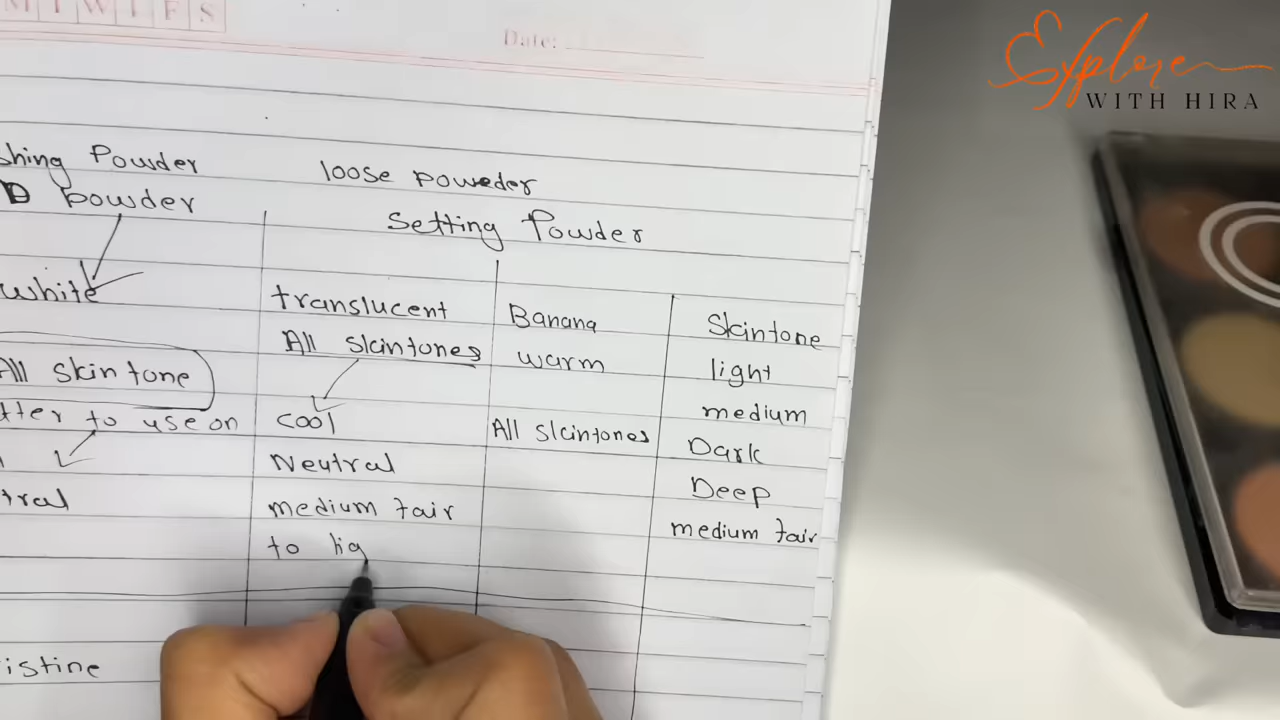 M T W T F S
Date:
Explore
WITH HIRA
shing Powder
loose poweder
D powder
Setting Powder
white
translucent
Banana
Skintone
All skintones
warm
light
All skin tone
medium
tter to use on
cool
All skintones
Dark
Neutral
Deep
tral
medium fair
medium fair
to lig
istine